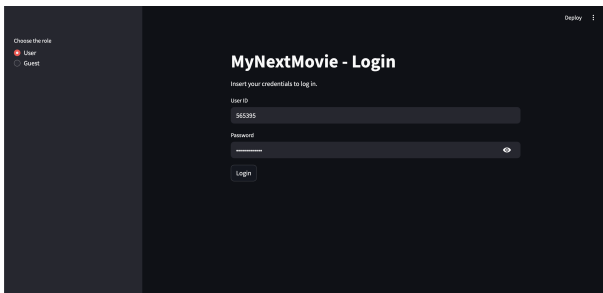 Deploy
Choose the role
User
Guest
MyNextMovie - Login
Insert your credentials to log in.
User ID
565395
Password
Login